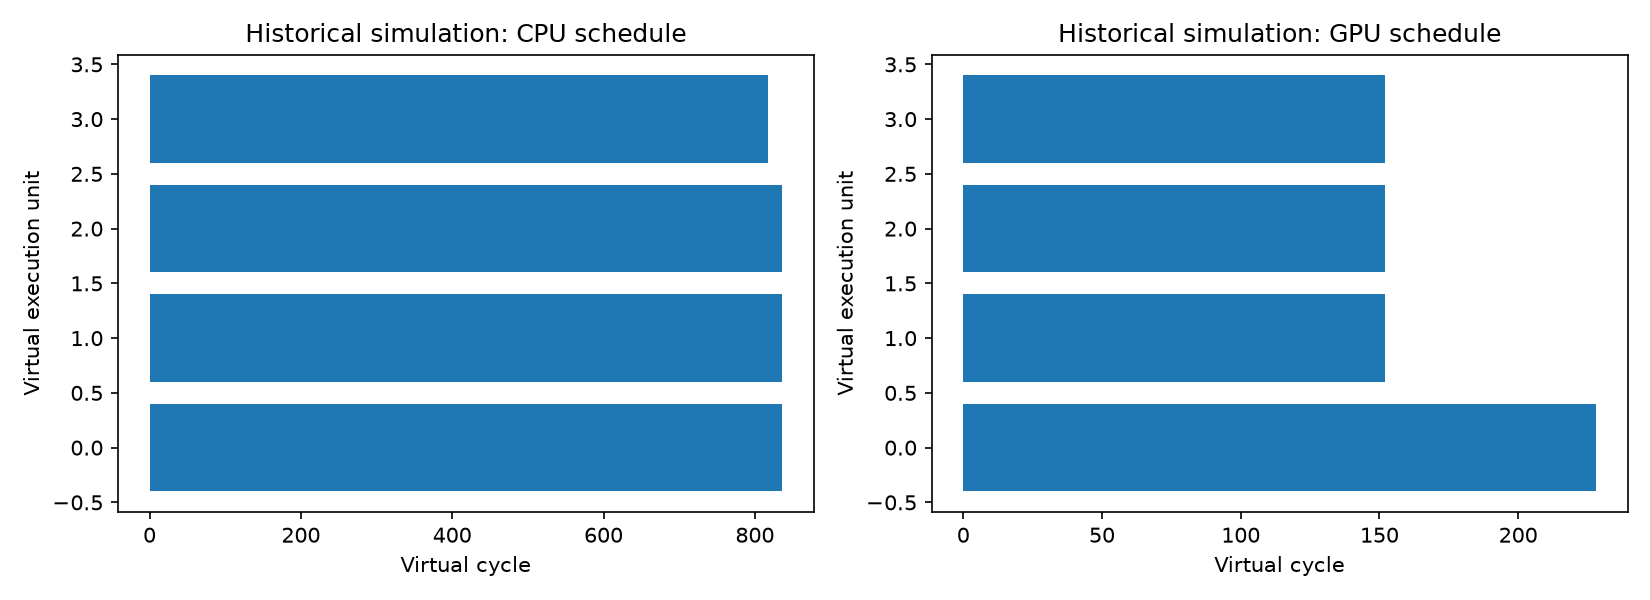 Historical simulation: CPU schedule
3.5
3.0
2.5
2.0
1.5
1.0
0.5
0.0
−0.5
Virtual execution unit
0 200 400 600 800
Virtual cycle
Historical simulation: GPU schedule
3.5
3.0
2.5
2.0
1.5
1.0
0.5
0.0
−0.5
Virtual execution unit
0 50 100 150 200
Virtual cycle